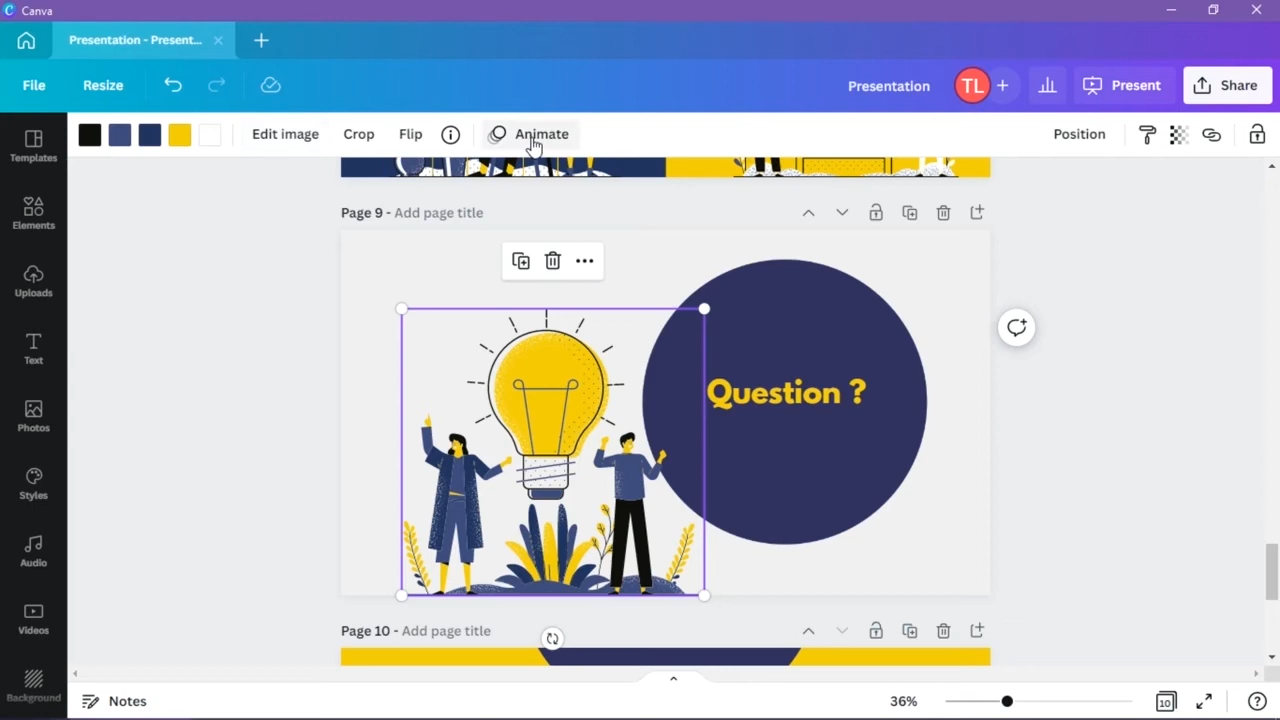 Canva
Presentation - Present...
File
Resize
Presentation
TL
Present
Share
Edit image
Crop
Flip
Animate
Position
Templates
Elements
Uploads
Text
Photos
Styles
Audio
Videos
Background
Page 9 - Add page title
Question ?
Page 10 - Add page title
Notes
36%
10